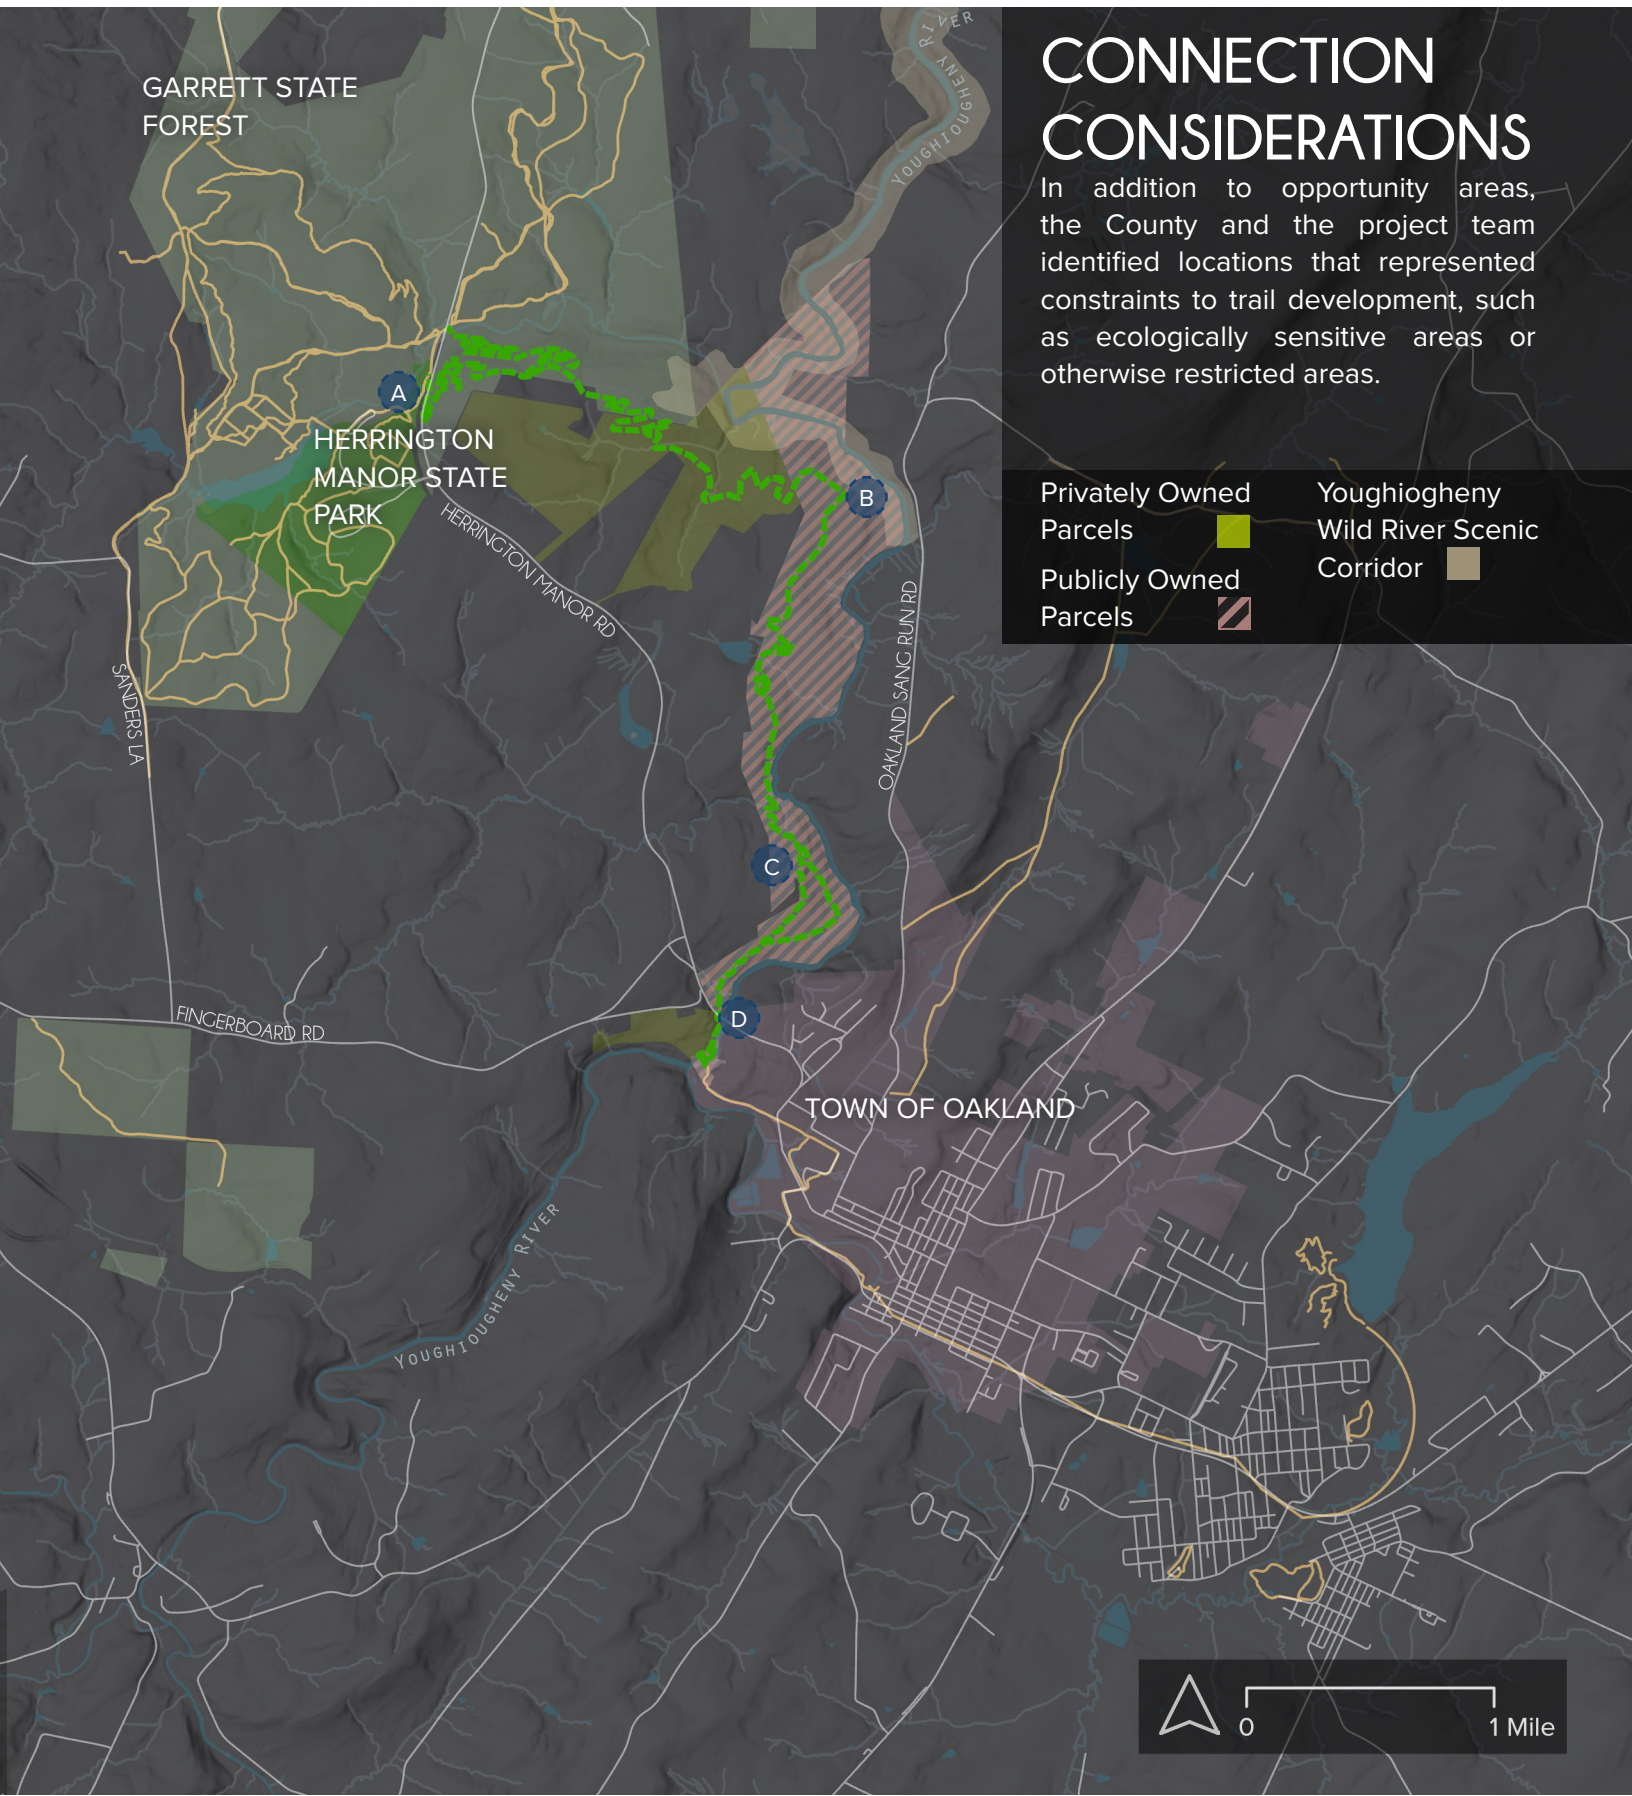 CONNECTION
CONSIDERATIONS
In addition to opportunity areas,
the County and the project team
identified locations that represented
constraints to trail development, such
as ecologically sensitive areas or
otherwise restricted areas.
Privately Owned
Parcels
Publicly Owned
Parcels
Youghiogheny
Wild River Scenic
Corridor
GARRETT STATE
FOREST
YOUGHIOUGHENY RIVER
A
HERRINGTON
MANOR STATE
PARK
B
HERRINGTON MANOR RD
OAKLAND SANG RUN RD
SANDERS LA
C
FINGERBOARD RD
D
TOWN OF OAKLAND
YOUGHIOUGHENY RIVER
0
1 Mile